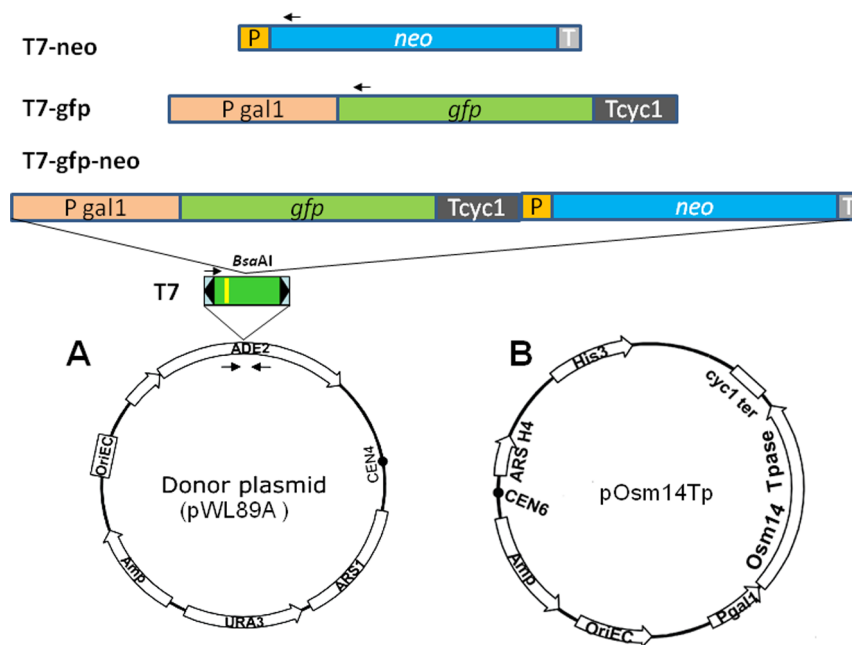 T7-neo
P neo T
T7-gfp
P gal1 gfp Tcyc1
T7-gfp-neo
P gal1 gfp Tcyc1 P neo T
BsaAI
T7
A
B
ADE2
CEN4
ARS1
URA3
Amp
OriEC
Donor plasmid
(pWL89A )
His3
cyc1 ter
Osm14 Tpase
Pgal1
OriEC
Amp
CEN6
ARS H4
pOsm14Tp